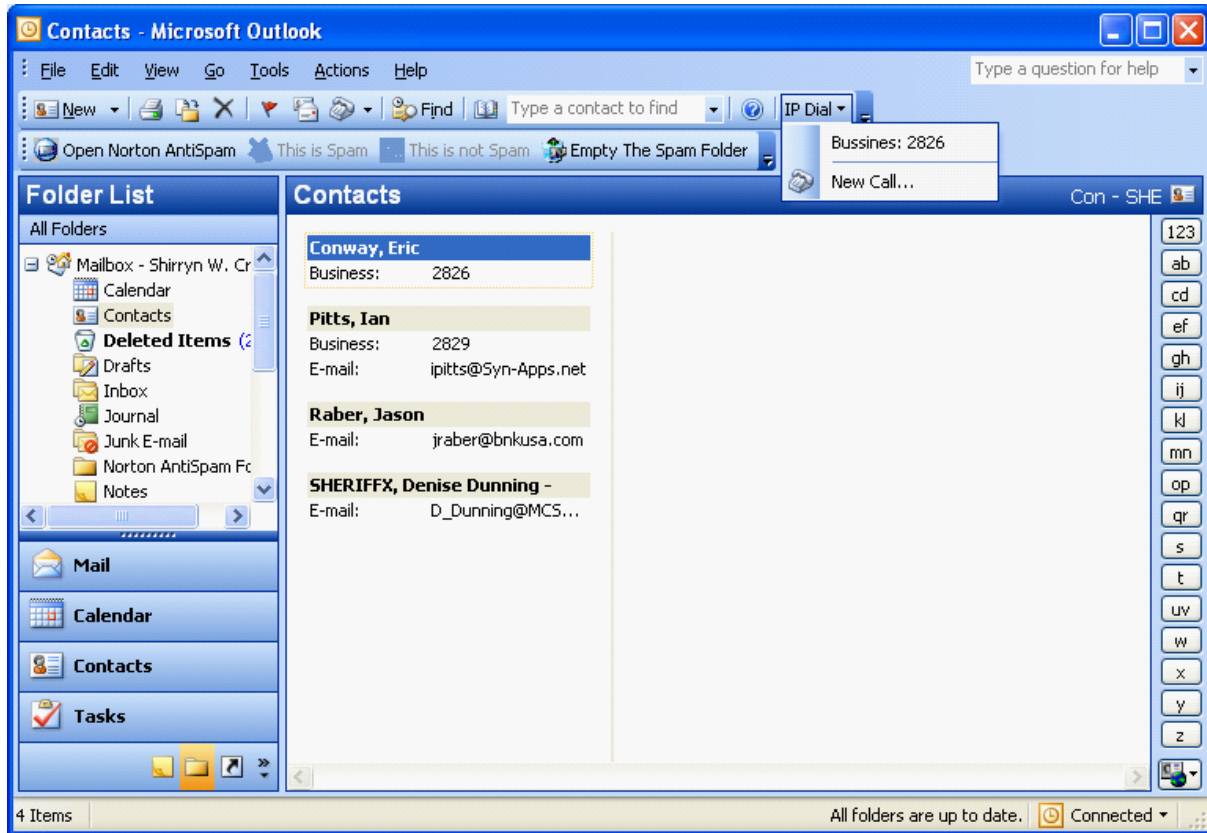 Contacts - Microsoft Outlook
File Edit View Go Tools Actions Help
Type a question for help
New Find Type a contact to find IP Dial
Open Norton AntiSpam This is Spam This is not Spam Empty The Spam Folder
Bussines: 2826
New Call...
Folder List
Contacts
Con - SHE
All Folders
Mailbox - Shirryn W. Cr
Calendar
Contacts
Deleted Items (2
Drafts
Inbox
Journal
Junk E-mail
Norton AntiSpam Fo
Notes
Mail
Calendar
Contacts
Tasks
Conway, Eric
Business: 2826
Pitts, Ian
Business: 2829
E-mail: ipitts@Syn-Apps.net
Raber, Jason
E-mail: jraber@bnkusa.com
SHERIFFX, Denise Dunning -
E-mail: D_Dunning@MCS...
123
ab
cd
ef
gh
ij
kl
mn
op
qr
s
t
uv
w
x
y
z
4 Items
All folders are up to date. Connected